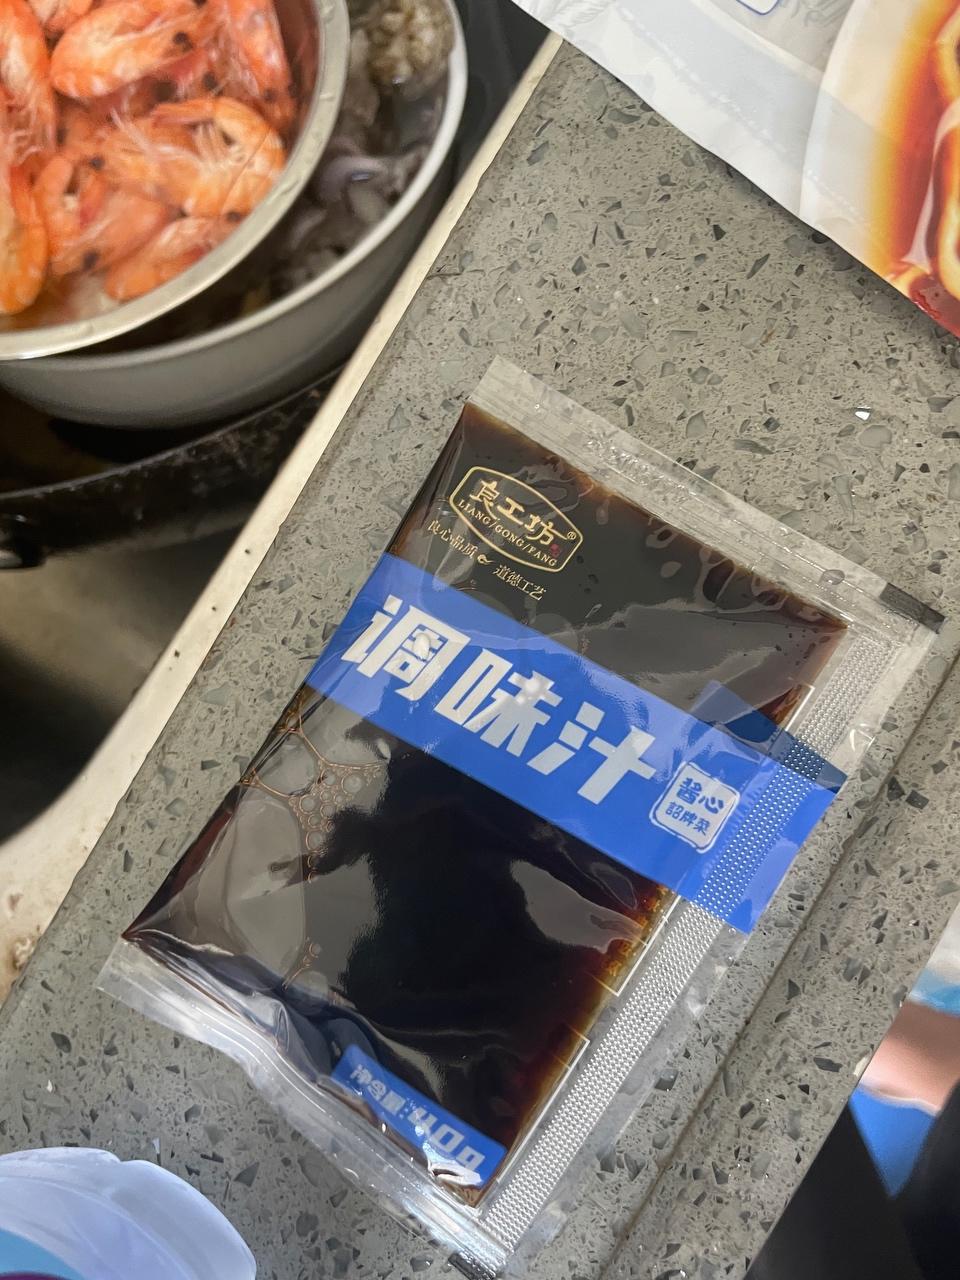 良工坊®
LIANG/GONG/FANG
良心品质 道德工艺
调味汁
酱心
招牌菜
净含量:40g